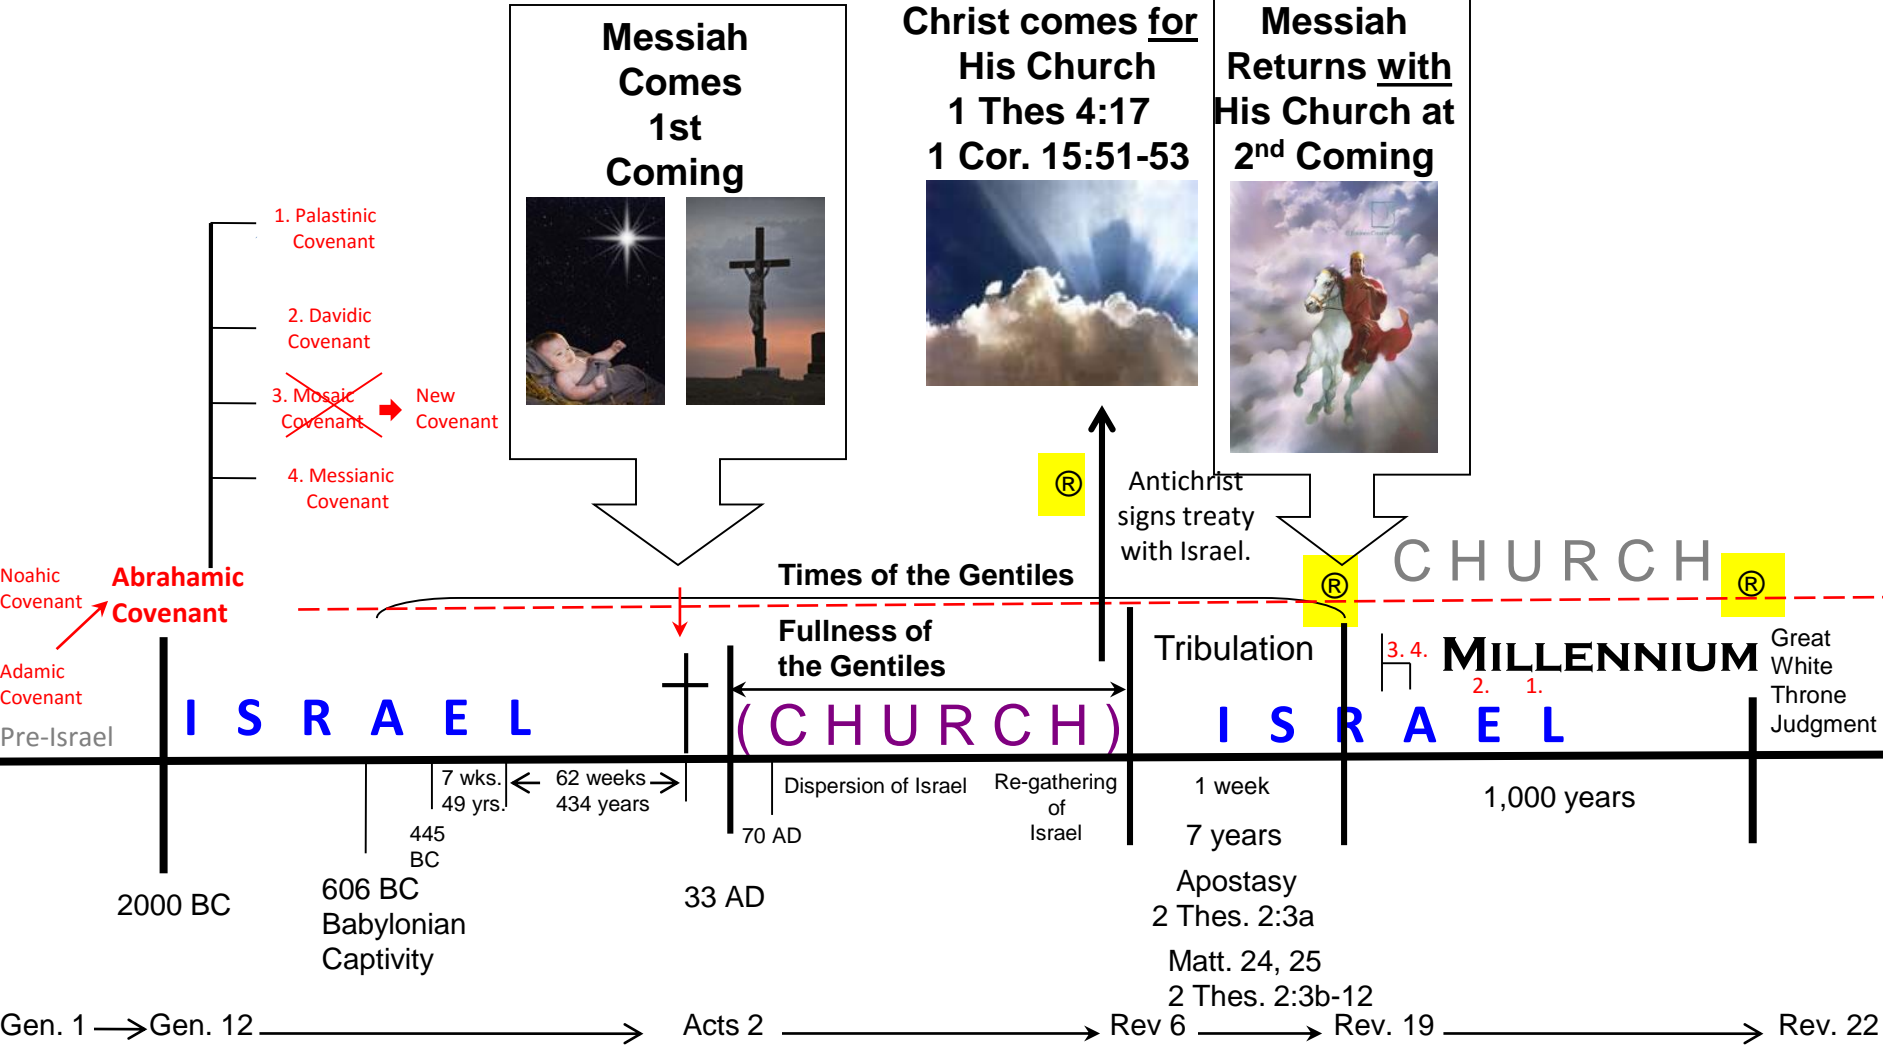 Messiah
Comes
1st
Coming
Christ comes for
His Church
1 Thes 4:17
1 Cor. 15:51-53
Messiah
Returns with
His Church at
2nd Coming
1. Palastinic
Covenant
2. Davidic
Covenant
3. Mosaic
Covenant
New
Covenant
4. Messianic
Covenant
®
Antichrist
signs treaty
with Israel.
Noahic
Covenant
Abrahamic
Covenant
Adamic
Covenant
Pre-Israel
Times of the Gentiles
®
CHURCH
®
Fullness of
the Gentiles
Tribulation
3. 4.
MILLENNIUM
2. 1.
Great
White
Throne
Judgment
ISRAEL
(CHURCH)
ISRAEL
7 wks.
49 yrs.
62 weeks
434 years
Dispersion of Israel
Re-gathering
of
Israel
1 week
7 years
1,000 years
445
BC
70 AD
2000 BC
606 BC
Babylonian
Captivity
33 AD
Apostasy
2 Thes. 2:3a
Matt. 24, 25
2 Thes. 2:3b-12
Gen. 1 Gen. 12 Acts 2 Rev 6 Rev. 19 Rev. 22